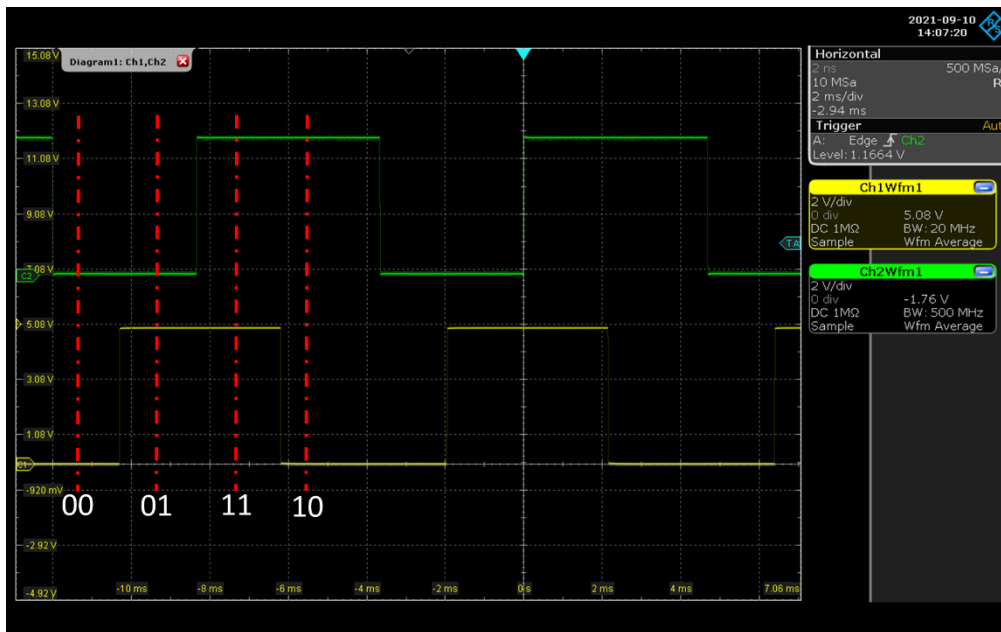 2021-09-10
14:07:20
Diagram1: Ch1,Ch2
15.08 V
13.08 V
11.08 V
9.08 V
7.08 V
5.08 V
3.08 V
1.08 V
-920 mV
-2.92 V
-4.92 V
C2
C1
TA
00 01 11 10
-10 ms -8 ms -6 ms -4 ms -2 ms 0 s 2 ms 4 ms 7.06 ms
Horizontal
2 ns 500 MSa/
10 MSa R
2 ms/div
-2.94 ms
Trigger Aut
A: Edge Ch2
Level: 1.1664 V
Ch1Wfm1
2 V/div
0 div 5.08 V
DC 1MΩ BW: 20 MHz
Sample Wfm Average
Ch2Wfm1
2 V/div
0 div -1.76 V
DC 1MΩ BW: 500 MHz
Sample Wfm Average